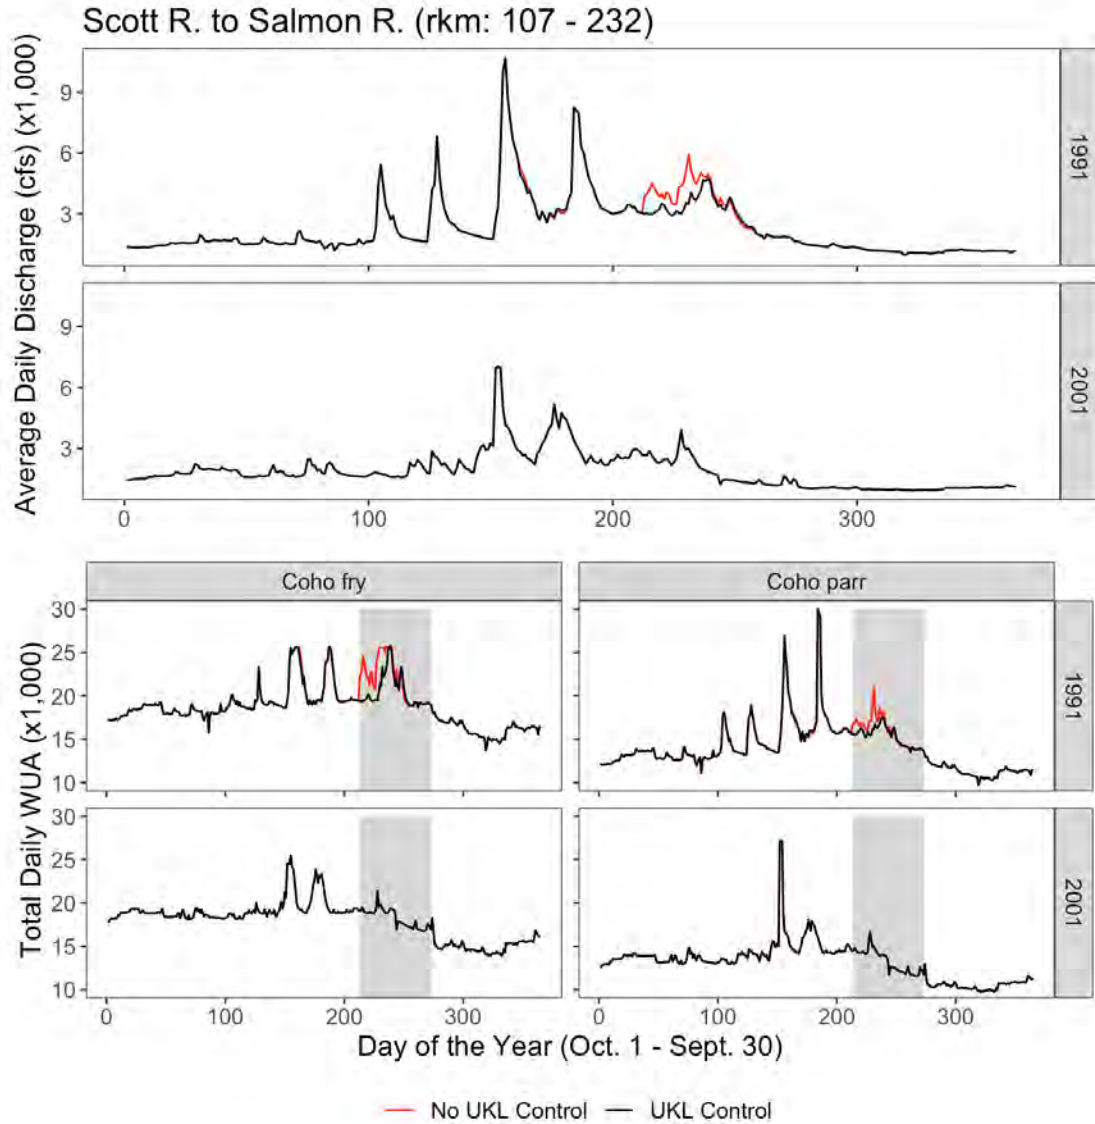 Scott R. to Salmon R. (rkm: 107 - 232)
Average Daily Discharge (cfs) (x1,000)
9
6
3
1991
9
6
3
2001
0 100 200 300
Coho fry Coho parr
Total Daily WUA (x1,000)
30
25
20
15
10
1991
30
25
20
15
10
2001
0 100 200 300 0 100 200 300
Day of the Year (Oct. 1 - Sept. 30)
No UKL Control UKL Control